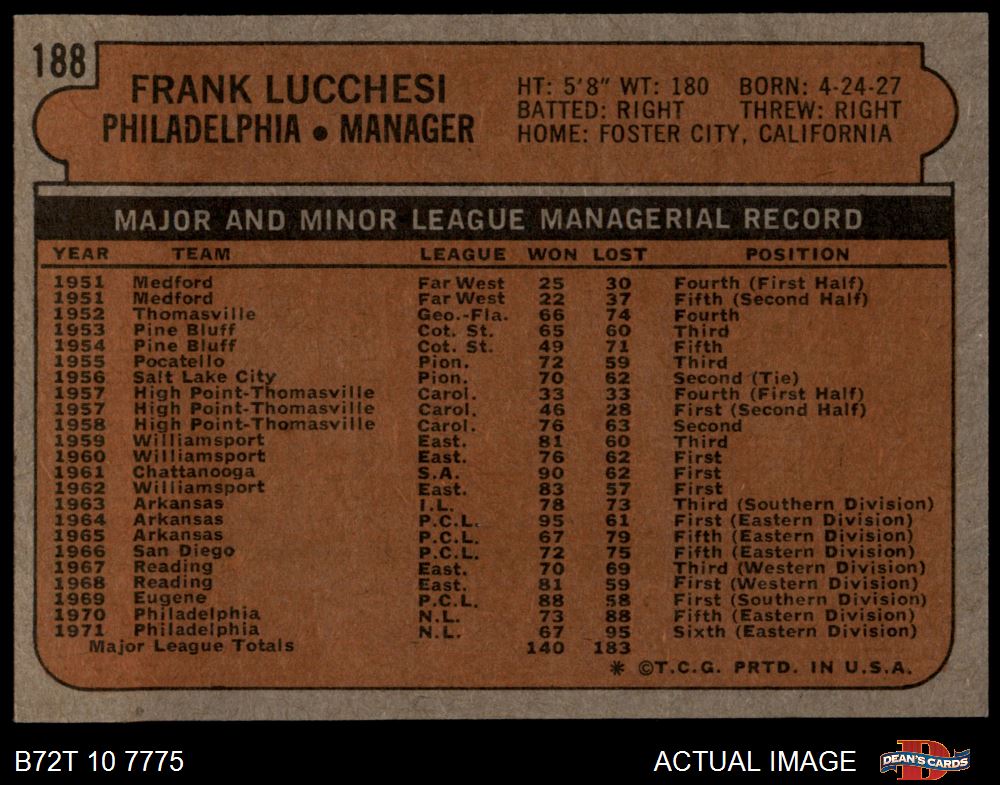 188
FRANK LUCCHESI
PHILADELPHIA • MANAGER
HT: 5'8" WT: 180 BORN: 4-24-27
BATTED: RIGHT THREW: RIGHT
HOME: FOSTER CITY, CALIFORNIA
MAJOR AND MINOR LEAGUE MANAGERIAL RECORD
YEAR TEAM LEAGUE WON LOST POSITION
1951 Medford Far West 25 30 Fourth (First Half)
1951 Medford Far West 22 37 Fifth (Second Half)
1952 Thomasville Geo.-Fla. 66 74 Fourth
1953 Pine Bluff Cot. St. 65 60 Third
1954 Pine Bluff Cot. St. 49 71 Fifth
1955 Pocatello Pion. 72 59 Third
1956 Salt Lake City Pion. 70 62 Second (Tie)
1957 High Point-Thomasville Carol. 33 33 Fourth (First Half)
1957 High Point-Thomasville Carol. 46 28 First (Second Half)
1958 High Point-Thomasville Carol. 76 63 Second
1959 Williamsport East. 81 60 Third
1960 Williamsport East. 76 62 First
1961 Chattanooga S.A. 90 62 First
1962 Williamsport East. 83 57 First
1963 Arkansas I.L. 78 73 Third (Southern Division)
1964 Arkansas P.C.L. 95 61 First (Eastern Division)
1965 Arkansas P.C.L. 67 79 Fifth (Eastern Division)
1966 San Diego P.C.L. 72 75 Fifth (Eastern Division)
1967 Reading East. 70 69 Third (Western Division)
1968 Reading East. 81 59 First (Western Division)
1969 Eugene P.C.L. 88 58 First (Southern Division)
1970 Philadelphia N.L. 73 88 Fifth (Eastern Division)
1971 Philadelphia N.L. 67 95 Sixth (Eastern Division)
Major League Totals 140 183
* ©T.C.G. PRTD. IN U.S.A.
B72T 10 7775 ACTUAL IMAGE
DEAN'S CARDS